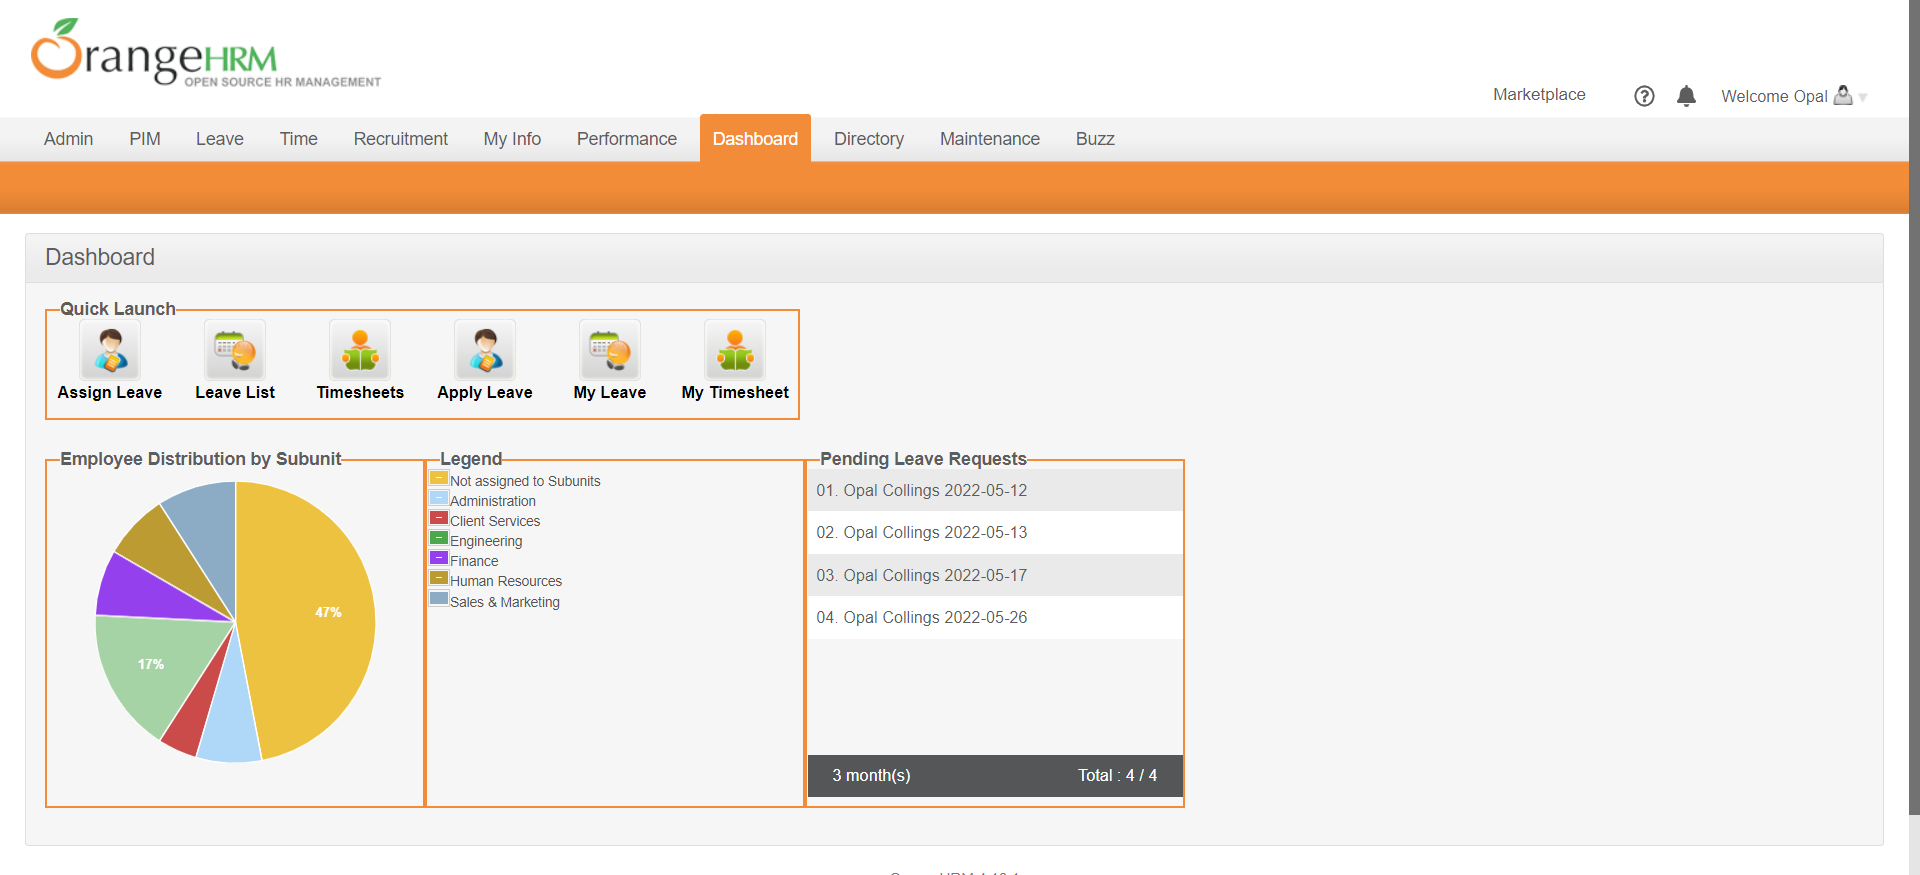 OrangeHRM
OPEN SOURCE HR MANAGEMENT
Marketplace
Welcome Opal
Admin PIM Leave Time Recruitment My Info Performance Dashboard Directory Maintenance Buzz
Dashboard
Quick Launch
Assign Leave Leave List Timesheets Apply Leave My Leave My Timesheet
Employee Distribution by Subunit
47%
17%
Legend
Not assigned to Subunits
Administration
Client Services
Engineering
Finance
Human Resources
Sales & Marketing
Pending Leave Requests
01. Opal Collings 2022-05-12
02. Opal Collings 2022-05-13
03. Opal Collings 2022-05-17
04. Opal Collings 2022-05-26
3 month(s) Total : 4 / 4